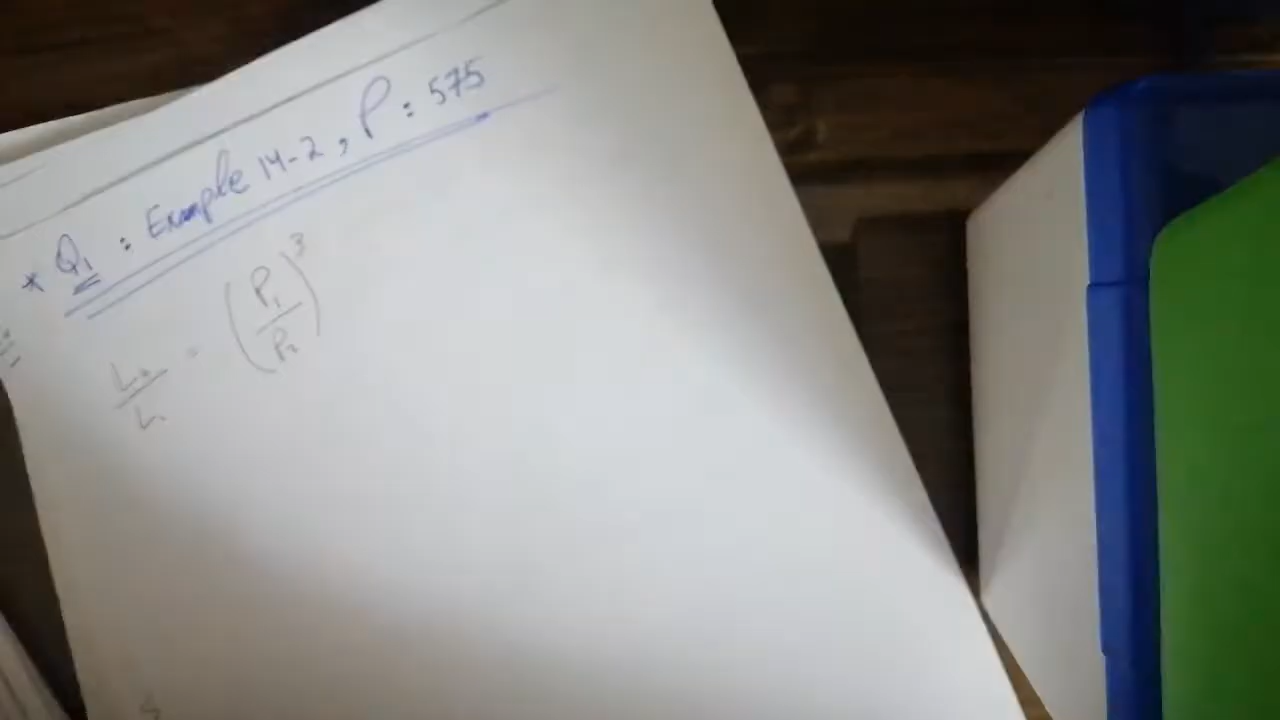 * Q1 : Example 14-2, P: 575
L2/L1 = (P1/P2)^3